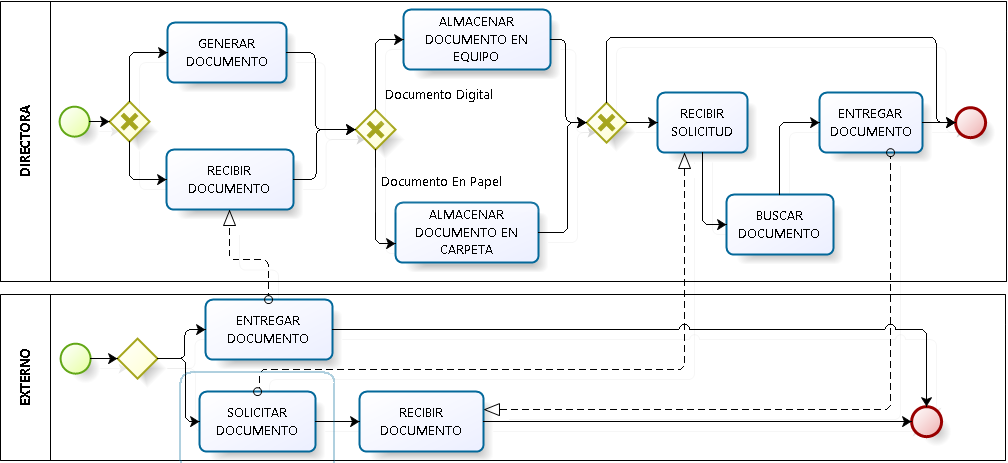 DIRECTORA
GENERAR
DOCUMENTO
RECIBIR
DOCUMENTO
ALMACENAR
DOCUMENTO EN
EQUIPO
Documento Digital
Documento En Papel
ALMACENAR
DOCUMENTO EN
CARPETA
RECIBIR
SOLICITUD
BUSCAR
DOCUMENTO
ENTREGAR
DOCUMENTO
EXTERNO
ENTREGAR
DOCUMENTO
SOLICITAR
DOCUMENTO
RECIBIR
DOCUMENTO